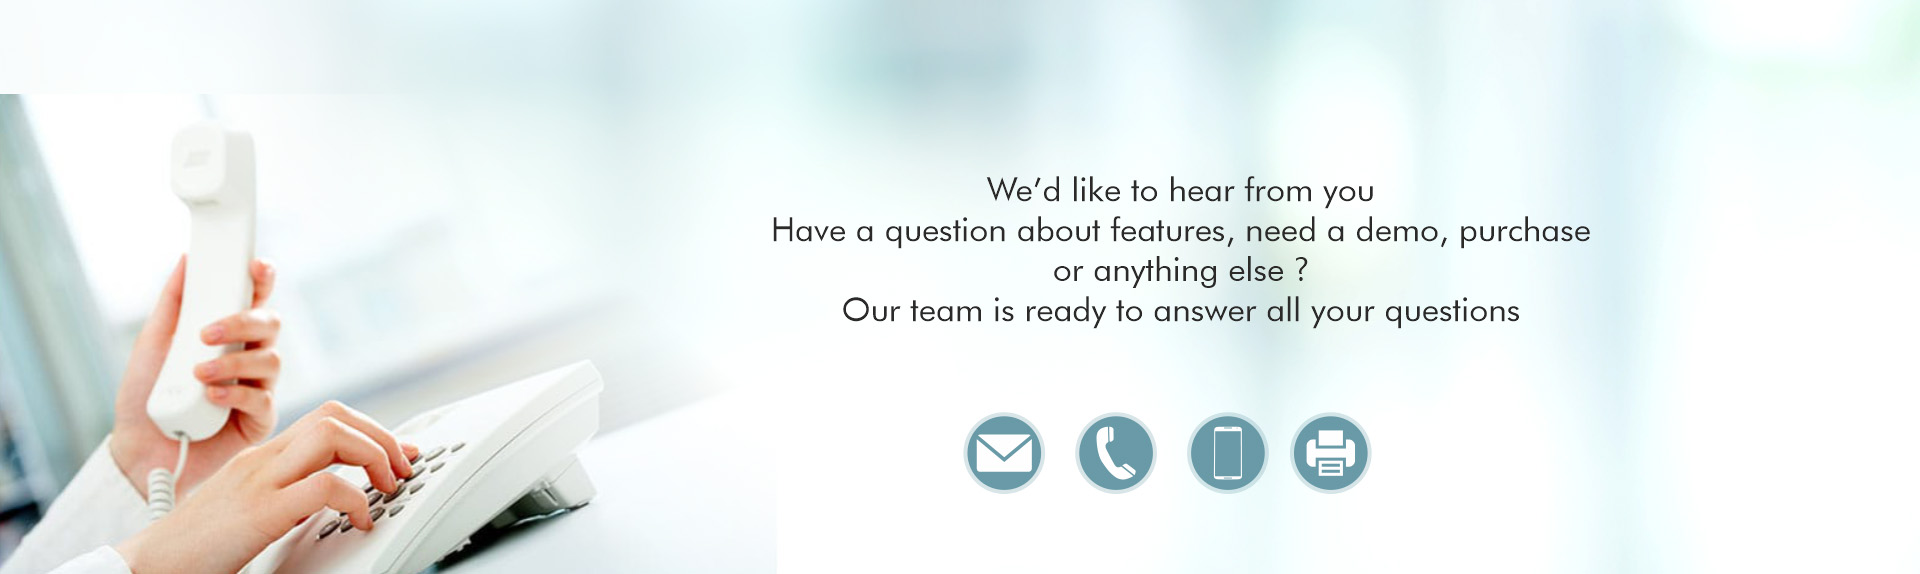 We’d like to hear from you
Have a question about features, need a demo, purchase
or anything else ?
Our team is ready to answer all your questions